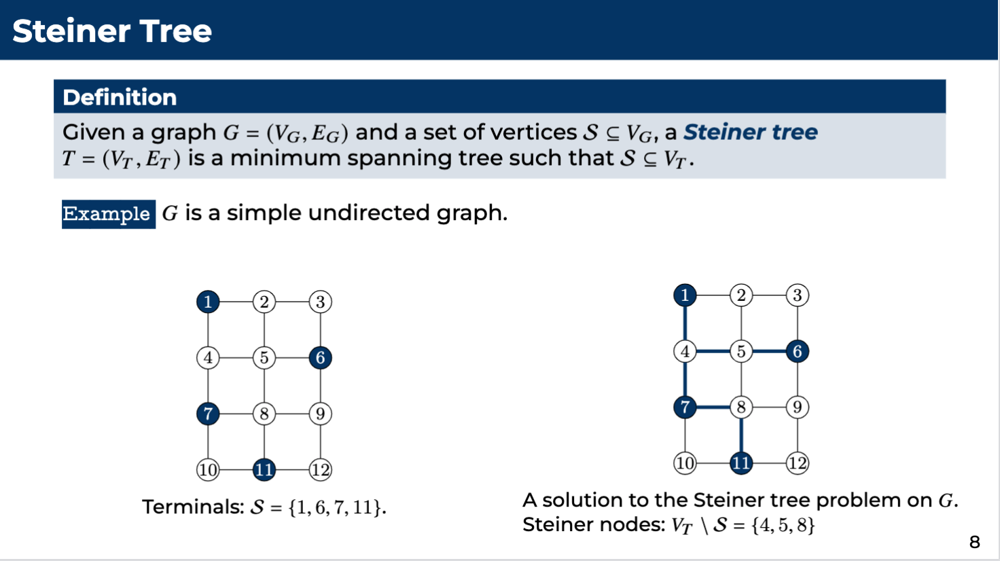 Steiner Tree
Definition
Given a graph G = (V_G, E_G) and a set of vertices 𝒮 ⊆ V_G, a Steiner tree
T = (V_T, E_T) is a minimum spanning tree such that 𝒮 ⊆ V_T.
Example G is a simple undirected graph.
1 2 3
4 5 6
7 8 9
10 11 12
Terminals: 𝒮 = {1, 6, 7, 11}.
1 2 3
4 5 6
7 8 9
10 11 12
A solution to the Steiner tree problem on G.
Steiner nodes: V_T \ 𝒮 = {4, 5, 8}
8